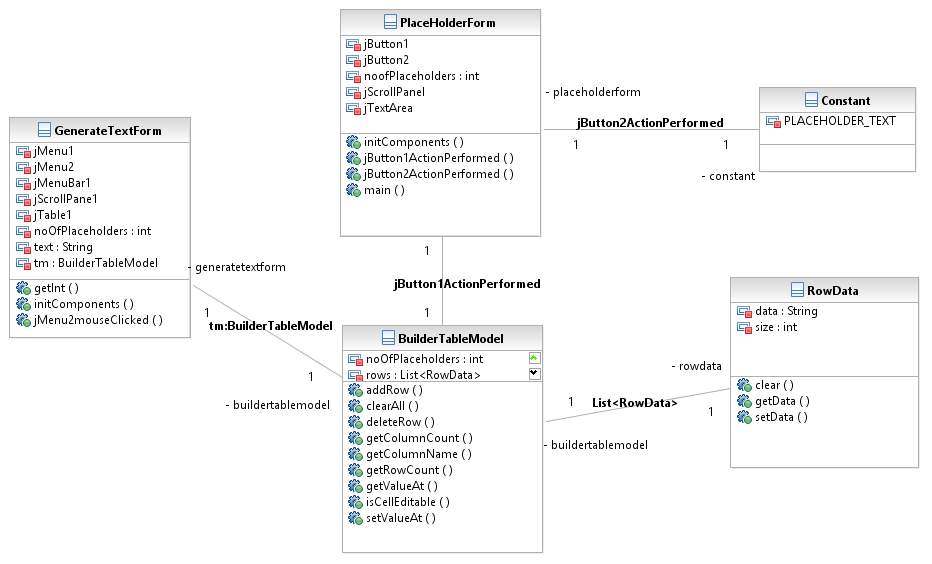 PlaceHolderForm
jButton1
jButton2
noofPlaceholders : int
jScrollPanel
jTextArea
initComponents ( )
jButton1ActionPerformed ( )
jButton2ActionPerformed ( )
main ( )
- placeholderform
jButton2ActionPerformed
1
1
- constant
Constant
PLACEHOLDER_TEXT
GenerateTextForm
jMenu1
jMenu2
jMenuBar1
jScrollPane1
jTable1
noOfPlaceholders : int
text : String
tm : BuilderTableModel
getInt ( )
initComponents ( )
jMenu2mouseClicked ( )
- generatetextform
1
tm:BuilderTableModel
1
- buildertablemodel
1
jButton1ActionPerformed
1
BuilderTableModel
noOfPlaceholders : int
rows : List<RowData>
addRow ( )
clearAll ( )
deleteRow ( )
getColumnCount ( )
getColumnName ( )
getRowCount ( )
getValueAt ( )
isCellEditable ( )
setValueAt ( )
- rowdata
1
List<RowData>
1
- buildertablemodel
RowData
data : String
size : int
clear ( )
getData ( )
setData ( )